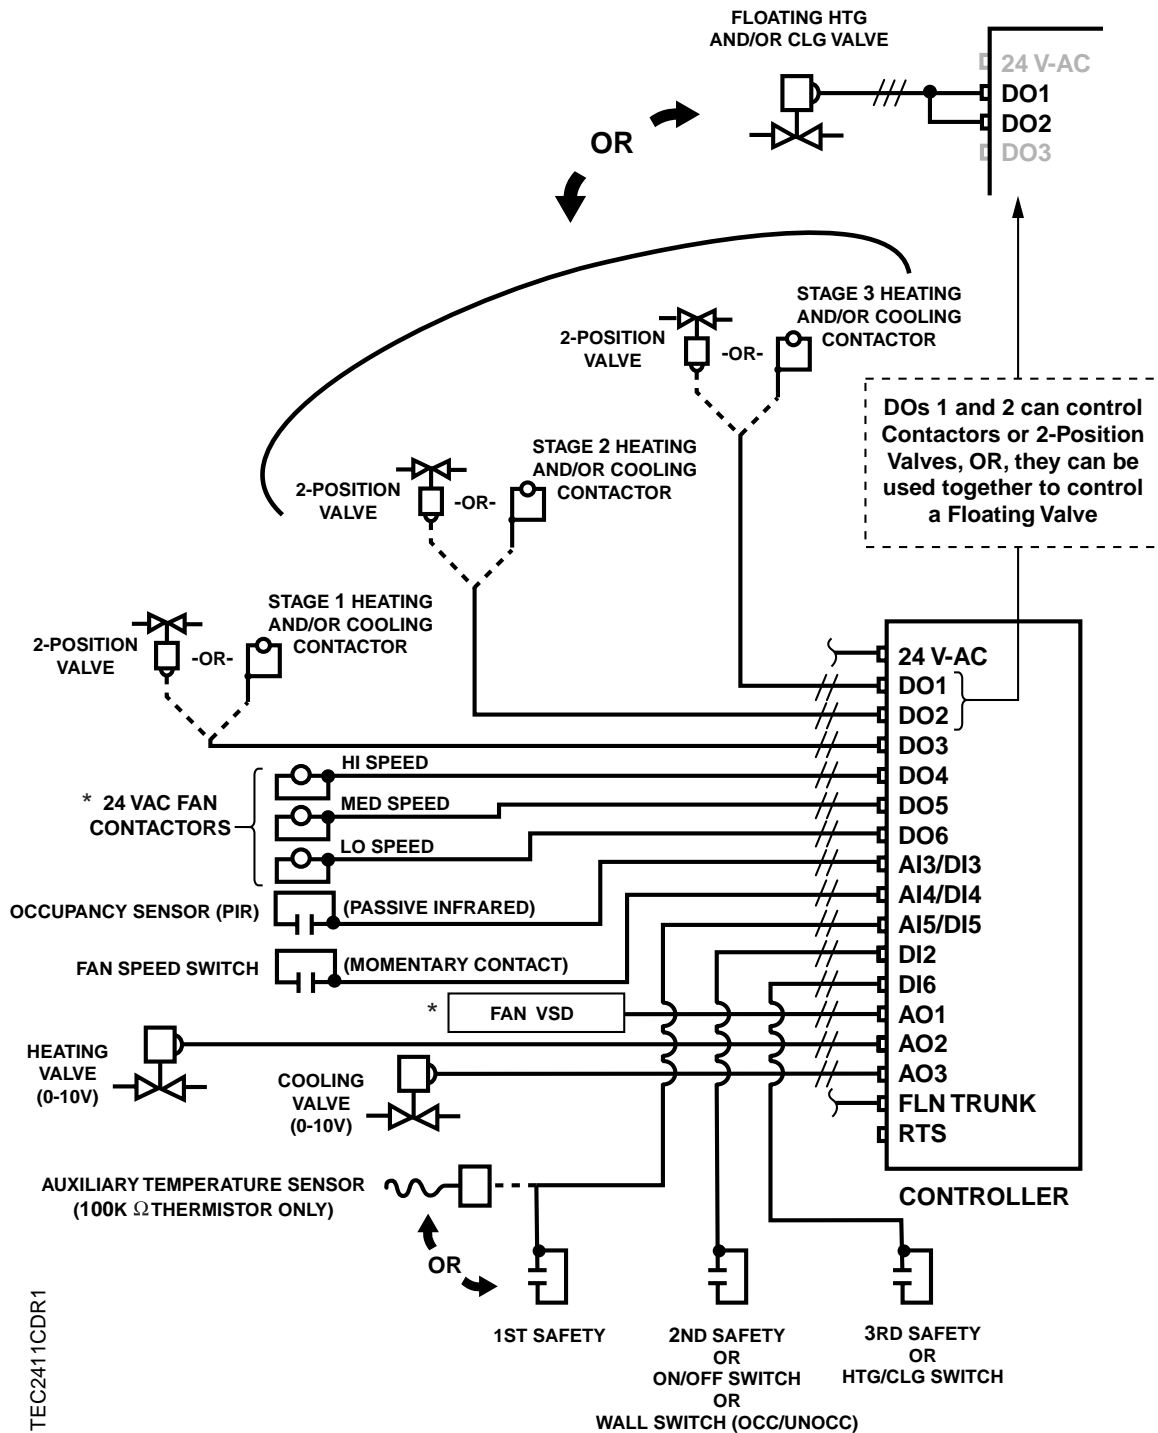 FLOATING HTG
AND/OR CLG VALVE
24 V-AC
DO1
DO2
DO3
OR
STAGE 3 HEATING
AND/OR COOLING
CONTACTOR
2-POSITION
VALVE
-OR-
DOs 1 and 2 can control
Contactors or 2-Position
Valves, OR, they can be
used together to control
a Floating Valve
STAGE 2 HEATING
AND/OR COOLING
CONTACTOR
2-POSITION
VALVE
-OR-
STAGE 1 HEATING
AND/OR COOLING
CONTACTOR
2-POSITION
VALVE
-OR-
24 V-AC
DO1
DO2
DO3
DO4
DO5
DO6
AI3/DI3
AI4/DI4
AI5/DI5
DI2
DI6
AO1
AO2
AO3
FLN TRUNK
RTS
CONTROLLER
HI SPEED
* 24 VAC FAN
CONTACTORS
MED SPEED
LO SPEED
OCCUPANCY SENSOR (PIR)
(PASSIVE INFRARED)
FAN SPEED SWITCH
(MOMENTARY CONTACT)
* FAN VSD
HEATING
VALVE
(0-10V)
COOLING
VALVE
(0-10V)
AUXILIARY TEMPERATURE SENSOR
(100K Ω THERMISTOR ONLY)
OR
1ST SAFETY
2ND SAFETY
OR
ON/OFF SWITCH
OR
WALL SWITCH (OCC/UNOCC)
3RD SAFETY
OR
HTG/CLG SWITCH
TEC2411CDR1